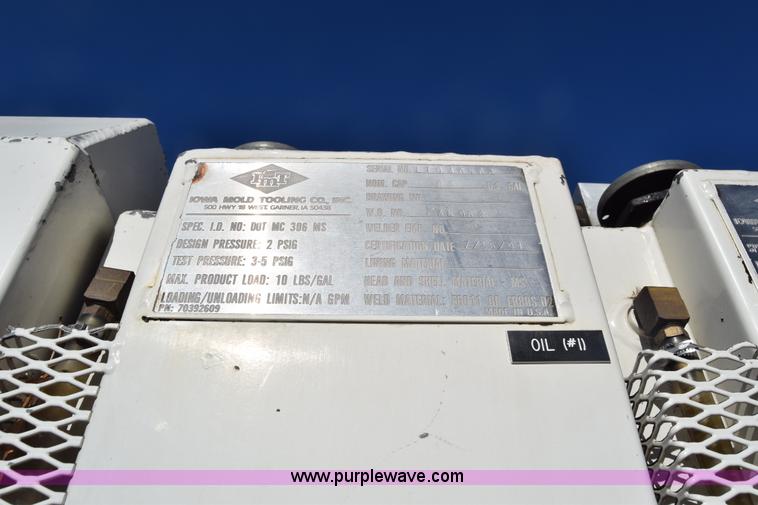 IMT
IOWA MOLD TOOLING CO., INC.
500 HWY 18 WEST, GARNER, IA 50438
SPEC. I.D. NO: DOT MC 306 MS
DESIGN PRESSURE: 2 PSIG
TEST PRESSURE: 3-5 PSIG
MAX. PRODUCT LOAD: 10 LBS/GAL
LOADING/UNLOADING LIMITS:N/A GPM
PN: 70392609
SERIAL NO.
NOM. CAP. U.S. GAL
DRAWING NO.
W.O. NO.
WELDER
CERTIFICATION DATE
LINING MATERIAL
HEAD AND SHELL MATERIAL - MS
WELD MATERIAL:
MADE IN U.S.A.
OIL (#1)
www.purplewave.com